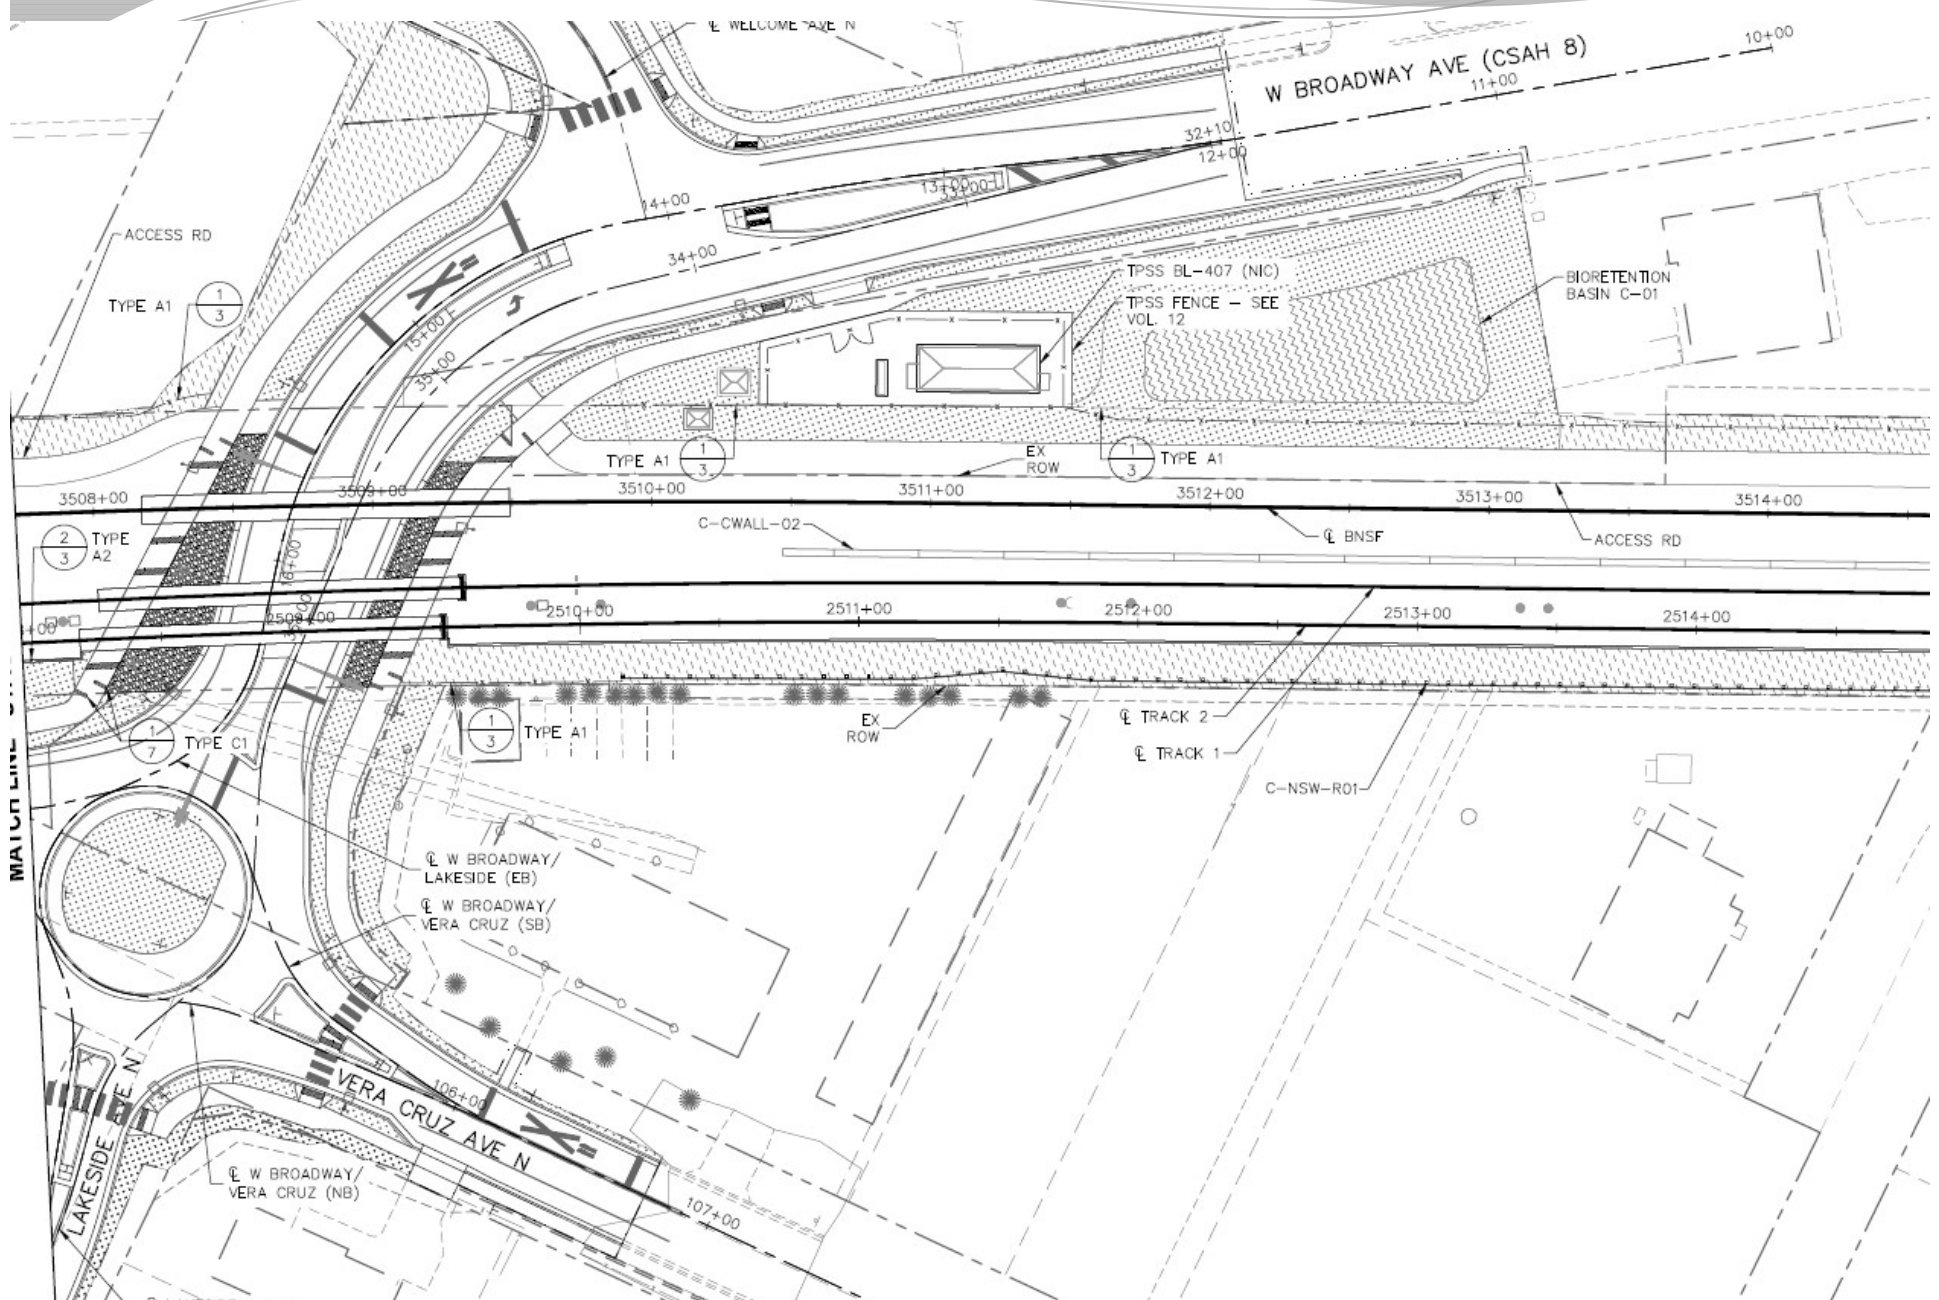 ℄ WELCOME AVE N
10+00
W BROADWAY AVE (CSAH 8)
11+00
32+10
12+00
13+00
33+00
14+00
34+00
ACCESS RD
TYPE A1
1
3
TPSS BL-407 (NIC)
TPSS FENCE - SEE
VOL. 12
BIORETENTION
BASIN C-01
15+00
35+00
TYPE A1
1
3
EX
ROW
1
3
TYPE A1
3508+00
3509+00
3510+00
3511+00
3512+00
3513+00
3514+00
2
3
TYPE
A2
C-CWALL-02
℄ BNSF
ACCESS RD
16+00
2509+00
2510+00
2511+00
2512+00
2513+00
2514+00
1
7
TYPE C1
1
3
TYPE A1
EX
ROW
℄ TRACK 2
℄ TRACK 1
C-NSW-R01
MATCH LINE
℄ W BROADWAY/
LAKESIDE (EB)
℄ W BROADWAY/
VERA CRUZ (SB)
VERA CRUZ AVE N
106+00
107+00
LAKESIDE AVE N
℄ W BROADWAY/
VERA CRUZ (NB)